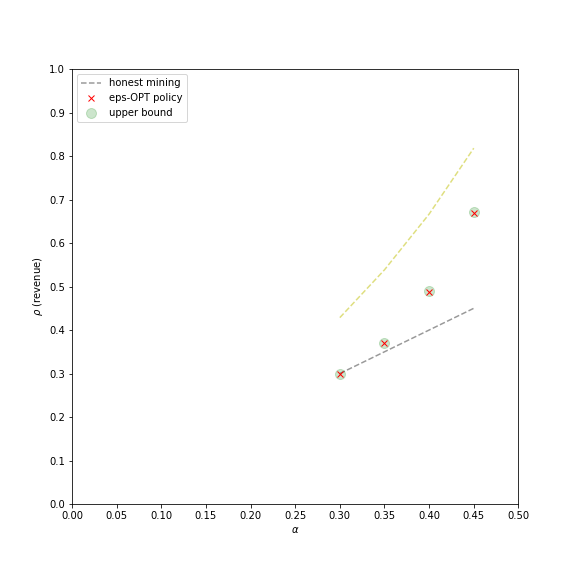 honest mining
eps-OPT policy
upper bound
1.0
0.9
0.8
0.7
0.6
0.5
0.4
0.3
0.2
0.1
0.0
ρ (revenue)
0.00 0.05 0.10 0.15 0.20 0.25 0.30 0.35 0.40 0.45 0.50
α